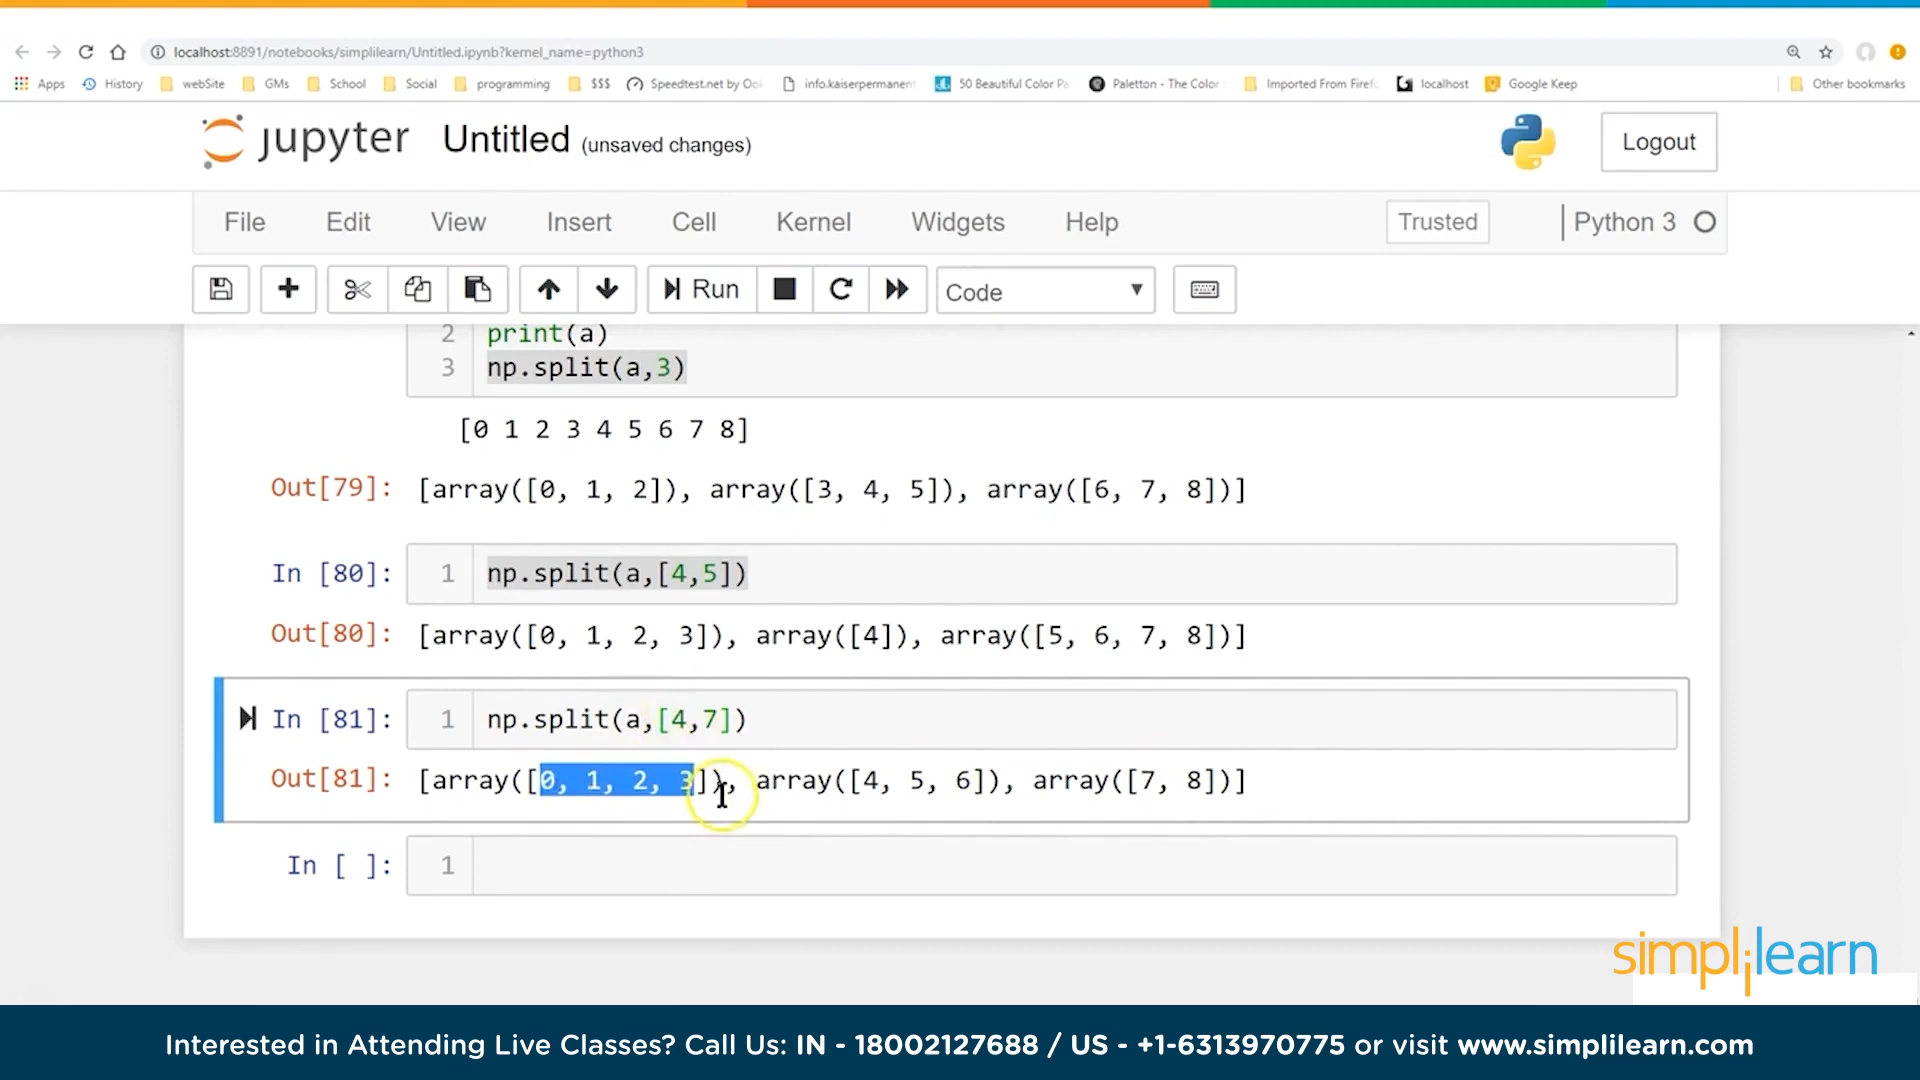 localhost:8891/notebooks/simplilearn/Untitled.ipynb?kernel_name=python3
Apps History webSite GMs School Social programming $$$ Speedtest.net by Ool info.kaiserpermanent 50 Beautiful Color Pa Paletton - The Color Imported From Firefo localhost Google Keep Other bookmarks
jupyter Untitled (unsaved changes) Logout
File Edit View Insert Cell Kernel Widgets Help Trusted Python 3
Run Code
2 print(a)
3 np.split(a,3)
[0 1 2 3 4 5 6 7 8]
Out[79]: [array([0, 1, 2]), array([3, 4, 5]), array([6, 7, 8])]
In [80]: 1 np.split(a,[4,5])
Out[80]: [array([0, 1, 2, 3]), array([4]), array([5, 6, 7, 8])]
In [81]: 1 np.split(a,[4,7])
Out[81]: [array([0, 1, 2, 3]), array([4, 5, 6]), array([7, 8])]
In [ ]: 1
simplilearn
Interested in Attending Live Classes? Call Us: IN - 18002127688 / US - +1-6313970775 or visit www.simplilearn.com